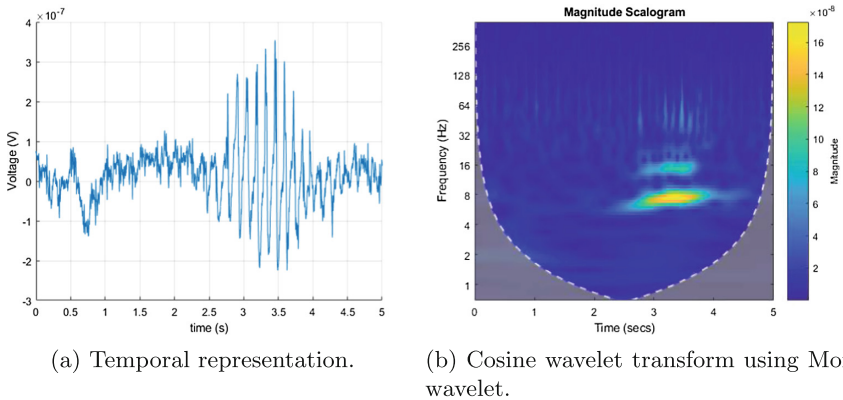 ×10⁻⁷
4
3
2
1
0
-1
-2
-3
Voltage (V)
0 0.5 1 1.5 2 2.5 3 3.5 4 4.5 5
time (s)
(a) Temporal representation.
Magnitude Scalogram
×10⁻⁸
256
128
64
32
16
8
4
2
1
Frequency (Hz)
0 1 2 3 4 5
Time (secs)
16
14
12
10
8
6
4
2
Magnitude
(b) Cosine wavelet transform using Mo
wavelet.